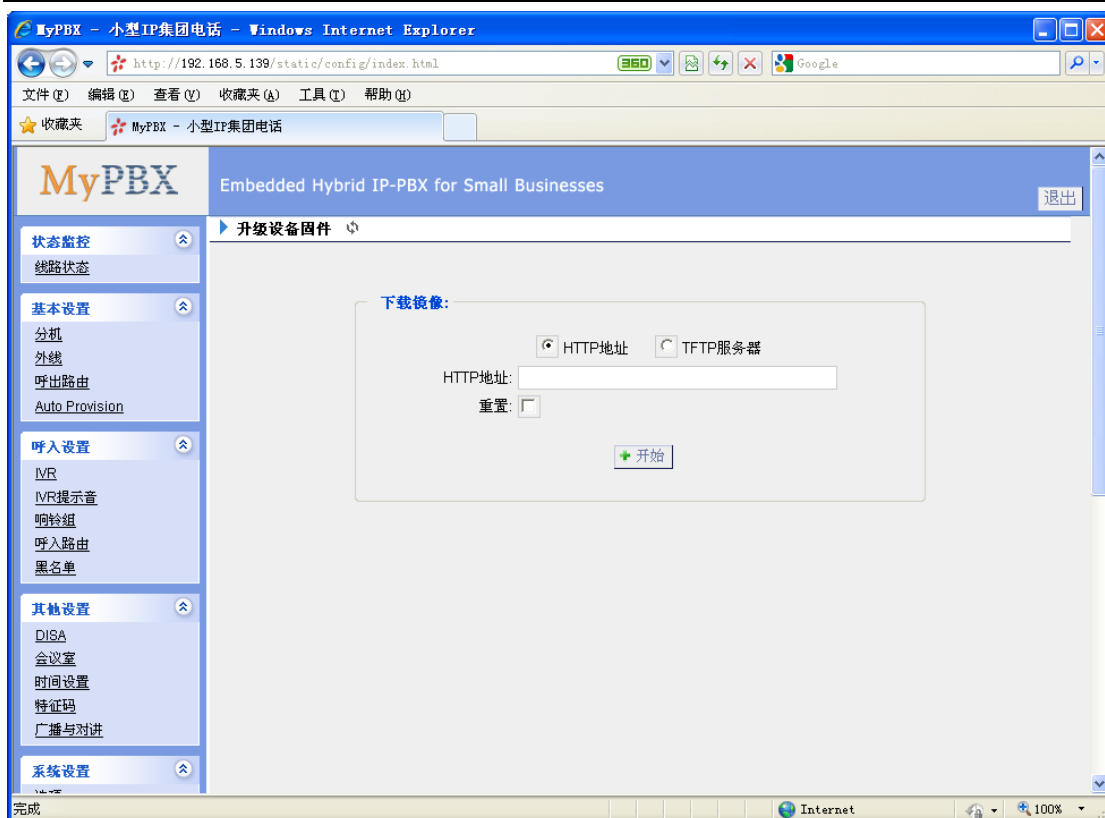 MyPBX - 小型IP集团电话 - Windows Internet Explorer
http://192.168.5.139/static/config/index.html
360
Google
文件(F) 编辑(E) 查看(V) 收藏夹(A) 工具(T) 帮助(H)
收藏夹 MyPBX - 小型IP集团电话
MyPBX
Embedded Hybrid IP-PBX for Small Businesses
退出
升级设备固件
状态监控
线路状态
基本设置
分机
外线
呼出路由
Auto Provision
呼入设置
IVR
IVR提示音
响铃组
呼入路由
黑名单
其他设置
DISA
会议室
时间设置
特征码
广播与对讲
系统设置
下载镜像:
HTTP地址 TFTP服务器
HTTP地址:
重置:
开始
完成
Internet
100%